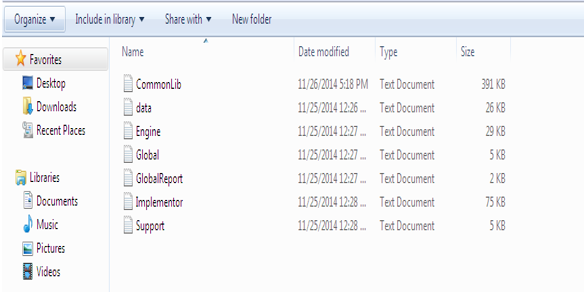 Organize Include in library Share with New folder
Favorites
Desktop
Downloads
Recent Places
Libraries
Documents
Music
Pictures
Videos
Name Date modified Type Size
CommonLib 11/26/2014 5:18 PM Text Document 391 KB
data 11/25/2014 12:26 ... Text Document 26 KB
Engine 11/25/2014 12:27 ... Text Document 29 KB
Global 11/25/2014 12:27 ... Text Document 5 KB
GlobalReport 11/25/2014 12:27 ... Text Document 2 KB
Implementor 11/25/2014 12:28 ... Text Document 75 KB
Support 11/25/2014 12:28 ... Text Document 5 KB